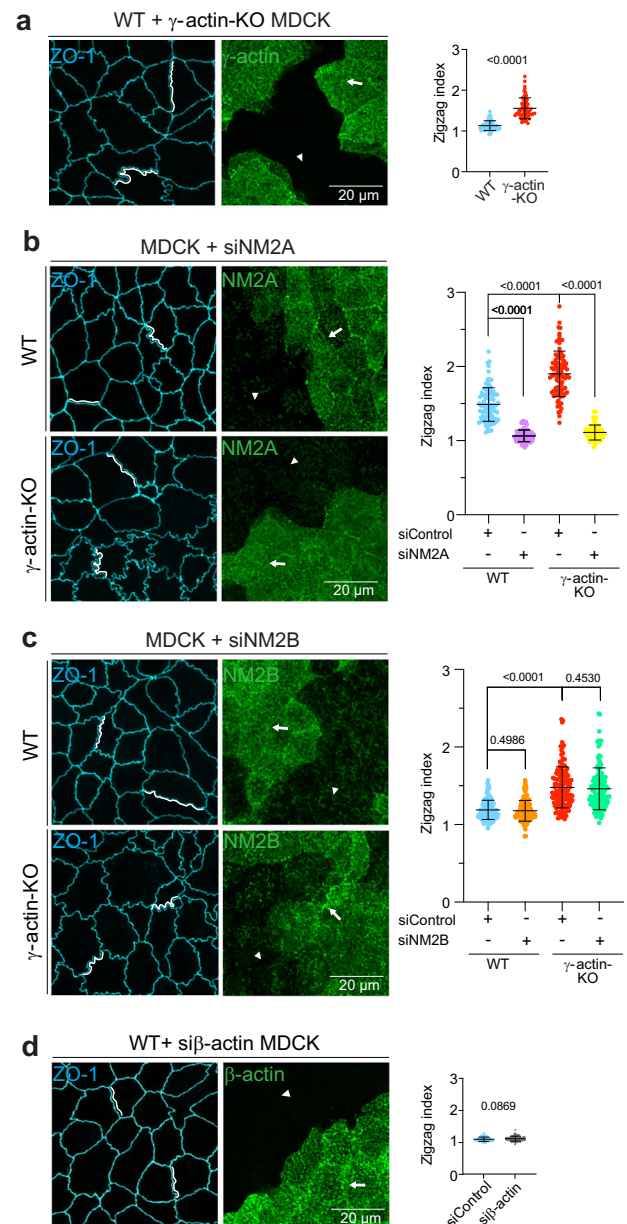 a
WT + γ-actin-KO MDCK
ZO-1
γ-actin
20 μm
Zigzag index
3
2
1
0
<0.0001
WT
γ-actin
-KO
b
MDCK + siNM2A
WT
ZO-1
NM2A
γ-actin-KO
ZO-1
NM2A
20 μm
Zigzag index
3
2
1
0
<0.0001
<0.0001
<0.0001
siControl + - + -
siNM2A - + - +
WT
γ-actin-
KO
c
MDCK + siNM2B
WT
ZO-1
NM2B
γ-actin-KO
ZO-1
NM2B
20 μm
Zigzag index
3
2
1
0
<0.0001
0.4530
0.4986
siControl + - + -
siNM2B - + - +
WT
γ-actin-
KO
d
WT+ siβ-actin MDCK
ZO-1
β-actin
20 μm
Zigzag index
3
2
1
0
0.0869
siControl
siβ-actin